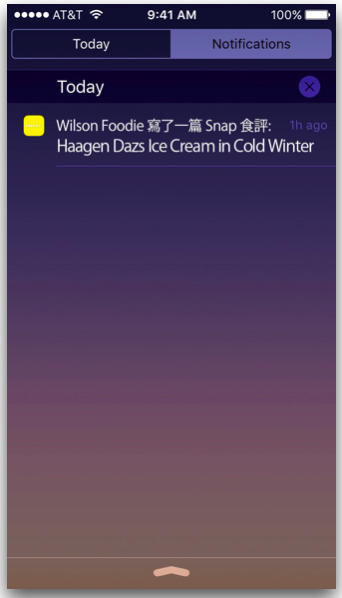 AT&T 9:41 AM 100%
Today Notifications
Today
Wilson Foodie 寫了一篇 Snap 食評: 1h ago
Haagen Dazs Ice Cream in Cold Winter